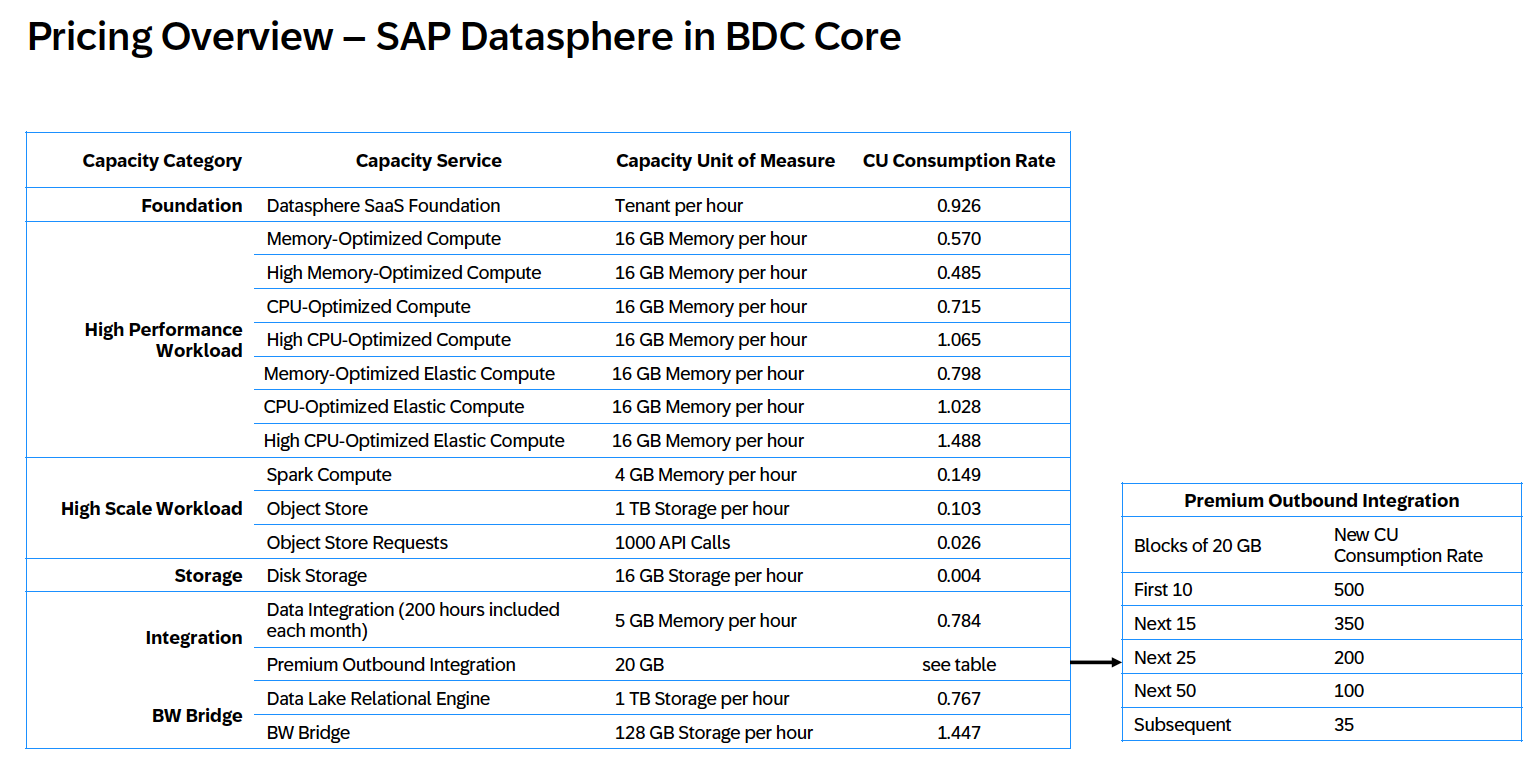 Pricing Overview – SAP Datasphere in BDC Core
Capacity Category Capacity Service Capacity Unit of Measure CU Consumption Rate
Foundation Datasphere SaaS Foundation Tenant per hour 0.926
High Performance Workload
Memory-Optimized Compute 16 GB Memory per hour 0.570
High Memory-Optimized Compute 16 GB Memory per hour 0.485
CPU-Optimized Compute 16 GB Memory per hour 0.715
High CPU-Optimized Compute 16 GB Memory per hour 1.065
Memory-Optimized Elastic Compute 16 GB Memory per hour 0.798
CPU-Optimized Elastic Compute 16 GB Memory per hour 1.028
High CPU-Optimized Elastic Compute 16 GB Memory per hour 1.488
High Scale Workload
Spark Compute 4 GB Memory per hour 0.149
Object Store 1 TB Storage per hour 0.103
Object Store Requests 1000 API Calls 0.026
Storage Disk Storage 16 GB Storage per hour 0.004
Integration
Data Integration (200 hours included
each month) 5 GB Memory per hour 0.784
Premium Outbound Integration 20 GB see table
BW Bridge
Data Lake Relational Engine 1 TB Storage per hour 0.767
BW Bridge 128 GB Storage per hour 1.447
Premium Outbound Integration
Blocks of 20 GB New CU
Consumption Rate
First 10 500
Next 15 350
Next 25 200
Next 50 100
Subsequent 35